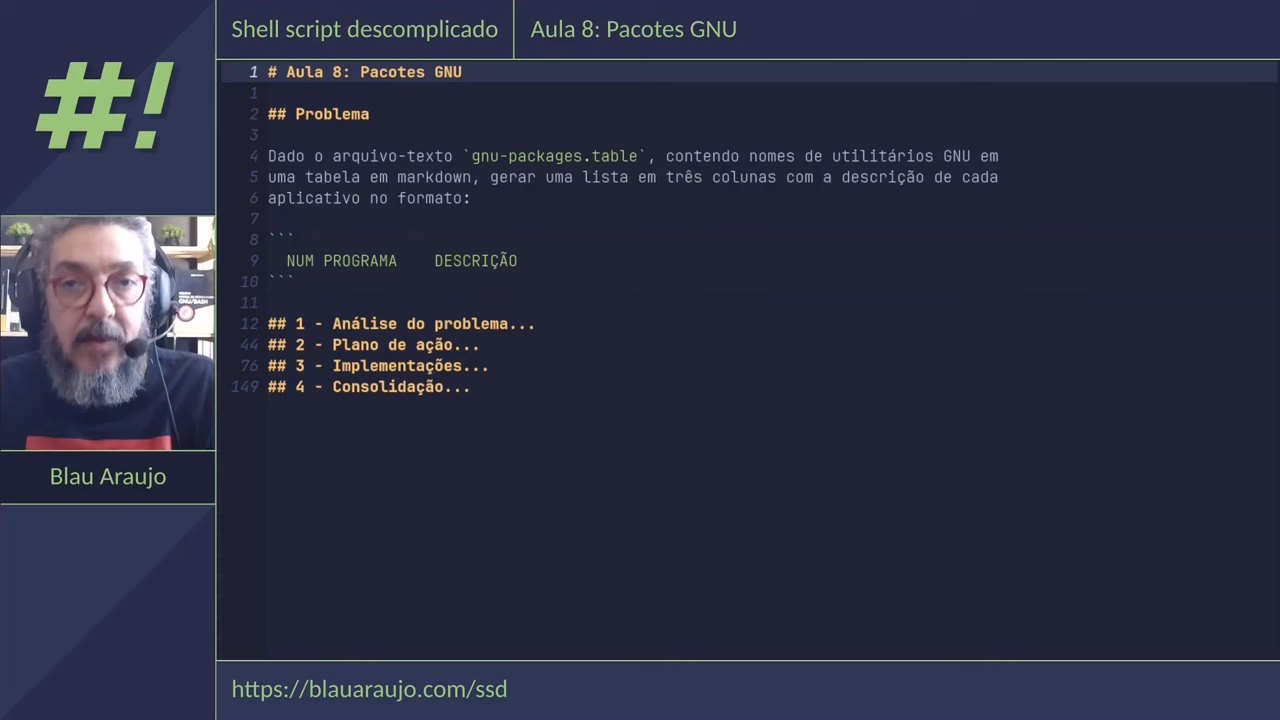 Shell script descomplicado
Aula 8: Pacotes GNU
#!
1 # Aula 8: Pacotes GNU
1
2 ## Problema
3
4 Dado o arquivo-texto `gnu-packages.table`, contendo nomes de utilitários GNU em
5 uma tabela em markdown, gerar uma lista em três colunas com a descrição de cada
6 aplicativo no formato:
7
8 ```
9   NUM PROGRAMA    DESCRIÇÃO
10 ```
11
12 ## 1 - Análise do problema...
44 ## 2 - Plano de ação...
76 ## 3 - Implementações...
149 ## 4 - Consolidação...
GNU/BASH
Blau Araujo
https://blauaraujo.com/ssd